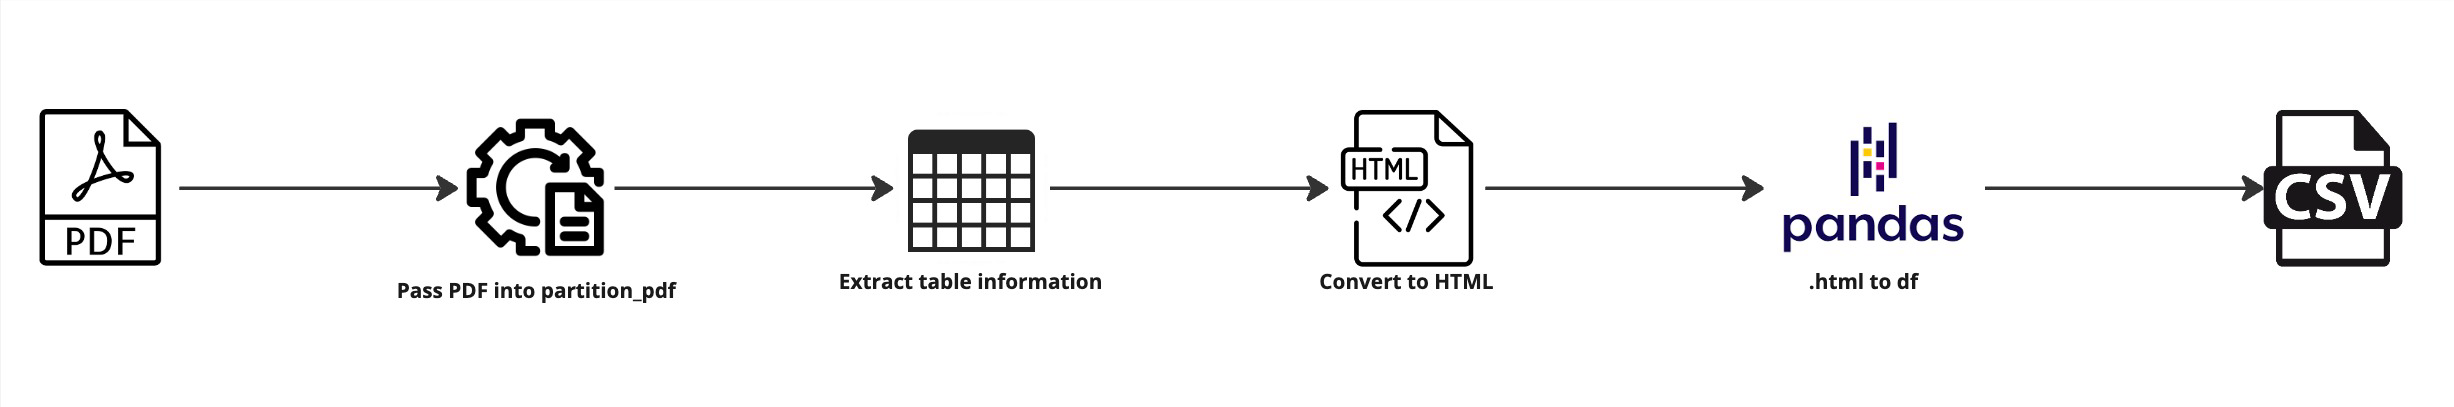 PDF
Pass PDF into partition_pdf
Extract table information
HTML
</>
Convert to HTML
pandas
.html to df
CSV